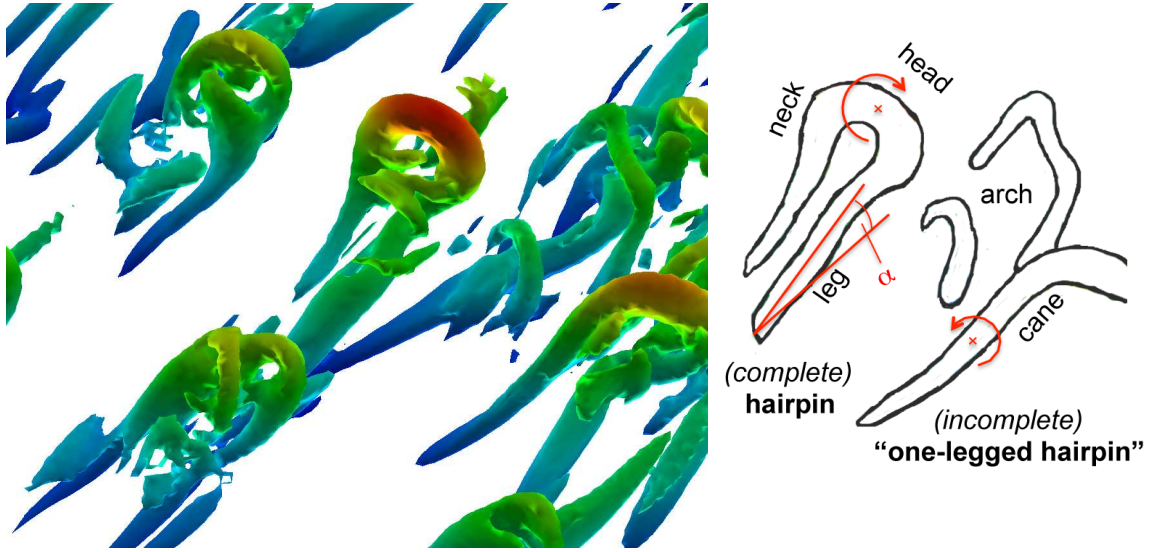 head
neck
arch
α
leg
cane
(complete)
hairpin
(incomplete)
“one-legged hairpin”